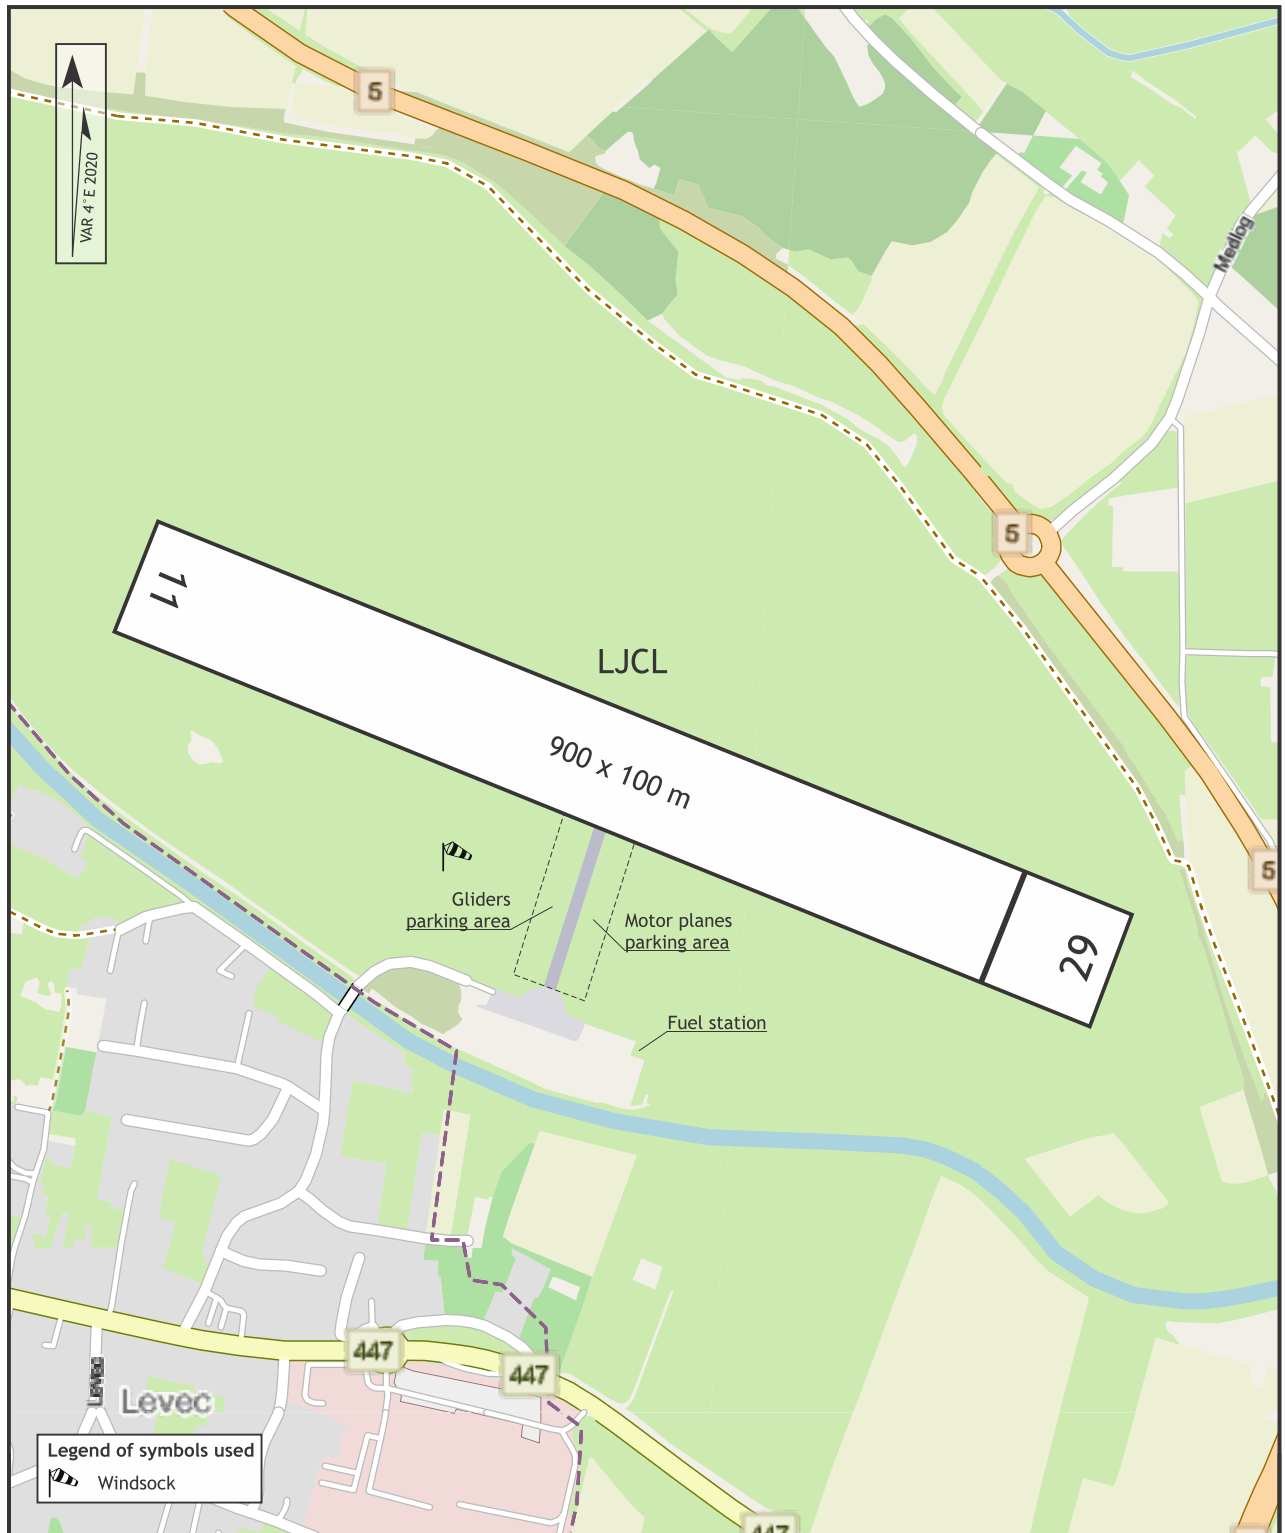 5
VAR 4°E 2020
Medlog
5
11
LJCL
900 x 100 m
5
Gliders
parking area
Motor planes
parking area
29
Fuel station
447
447
Levec
Legend of symbols used
Windsock
447